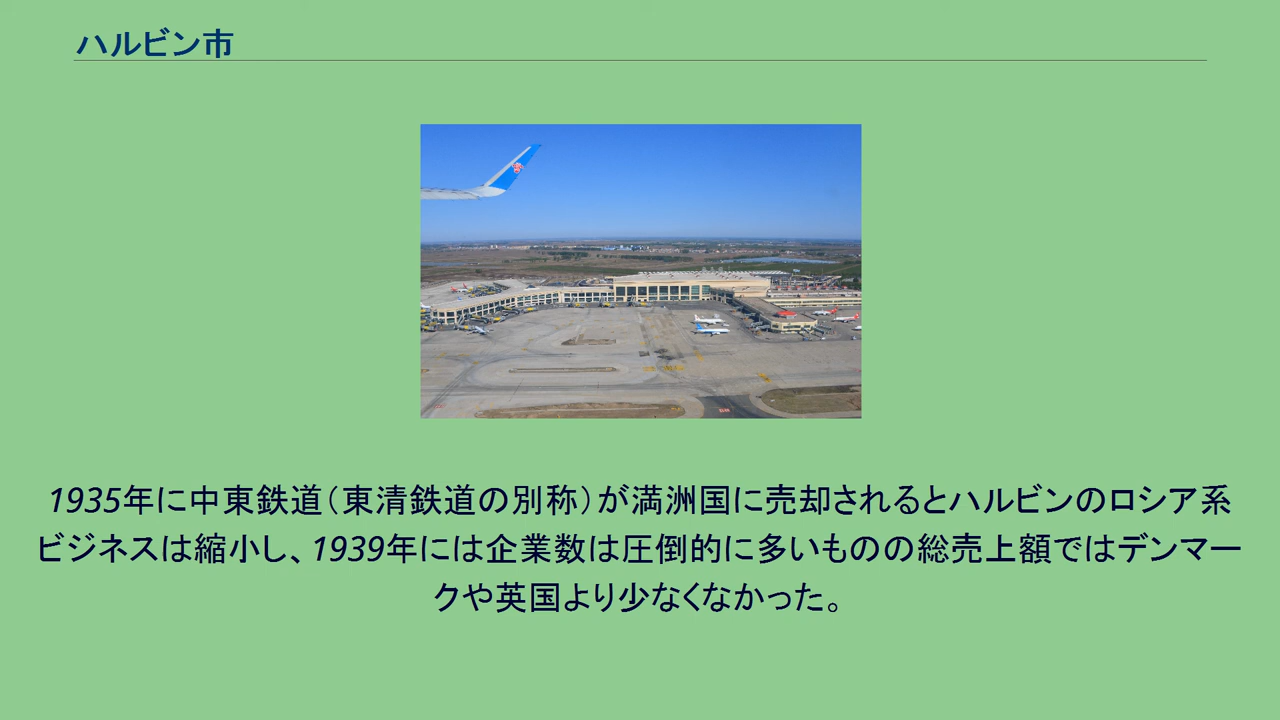 ハルビン市
1935年に中東鉄道（東清鉄道の別称）が満洲国に売却されるとハルビンのロシア系
ビジネスは縮小し、1939年には企業数は圧倒的に多いものの総売上額ではデンマー
クや英国より少なくなかった。